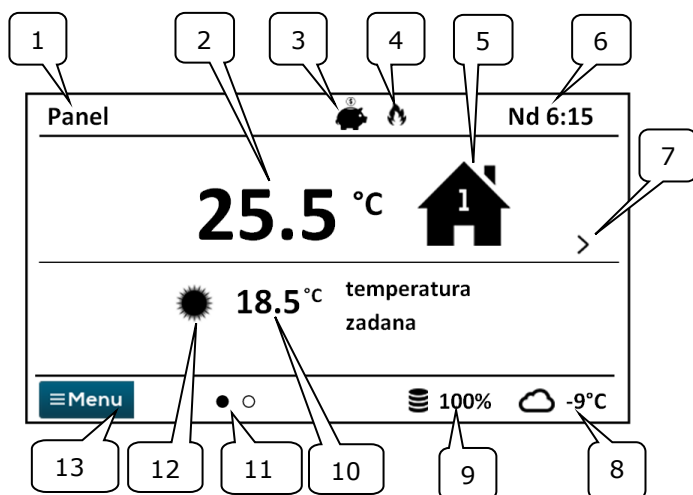 1 2 3 4 5 6
Panel Nd 6:15
7
25.5 °C 1
>
18.5 °C temperatura
zadana
≡Menu 100% -9°C
13 12 11 10 9 8